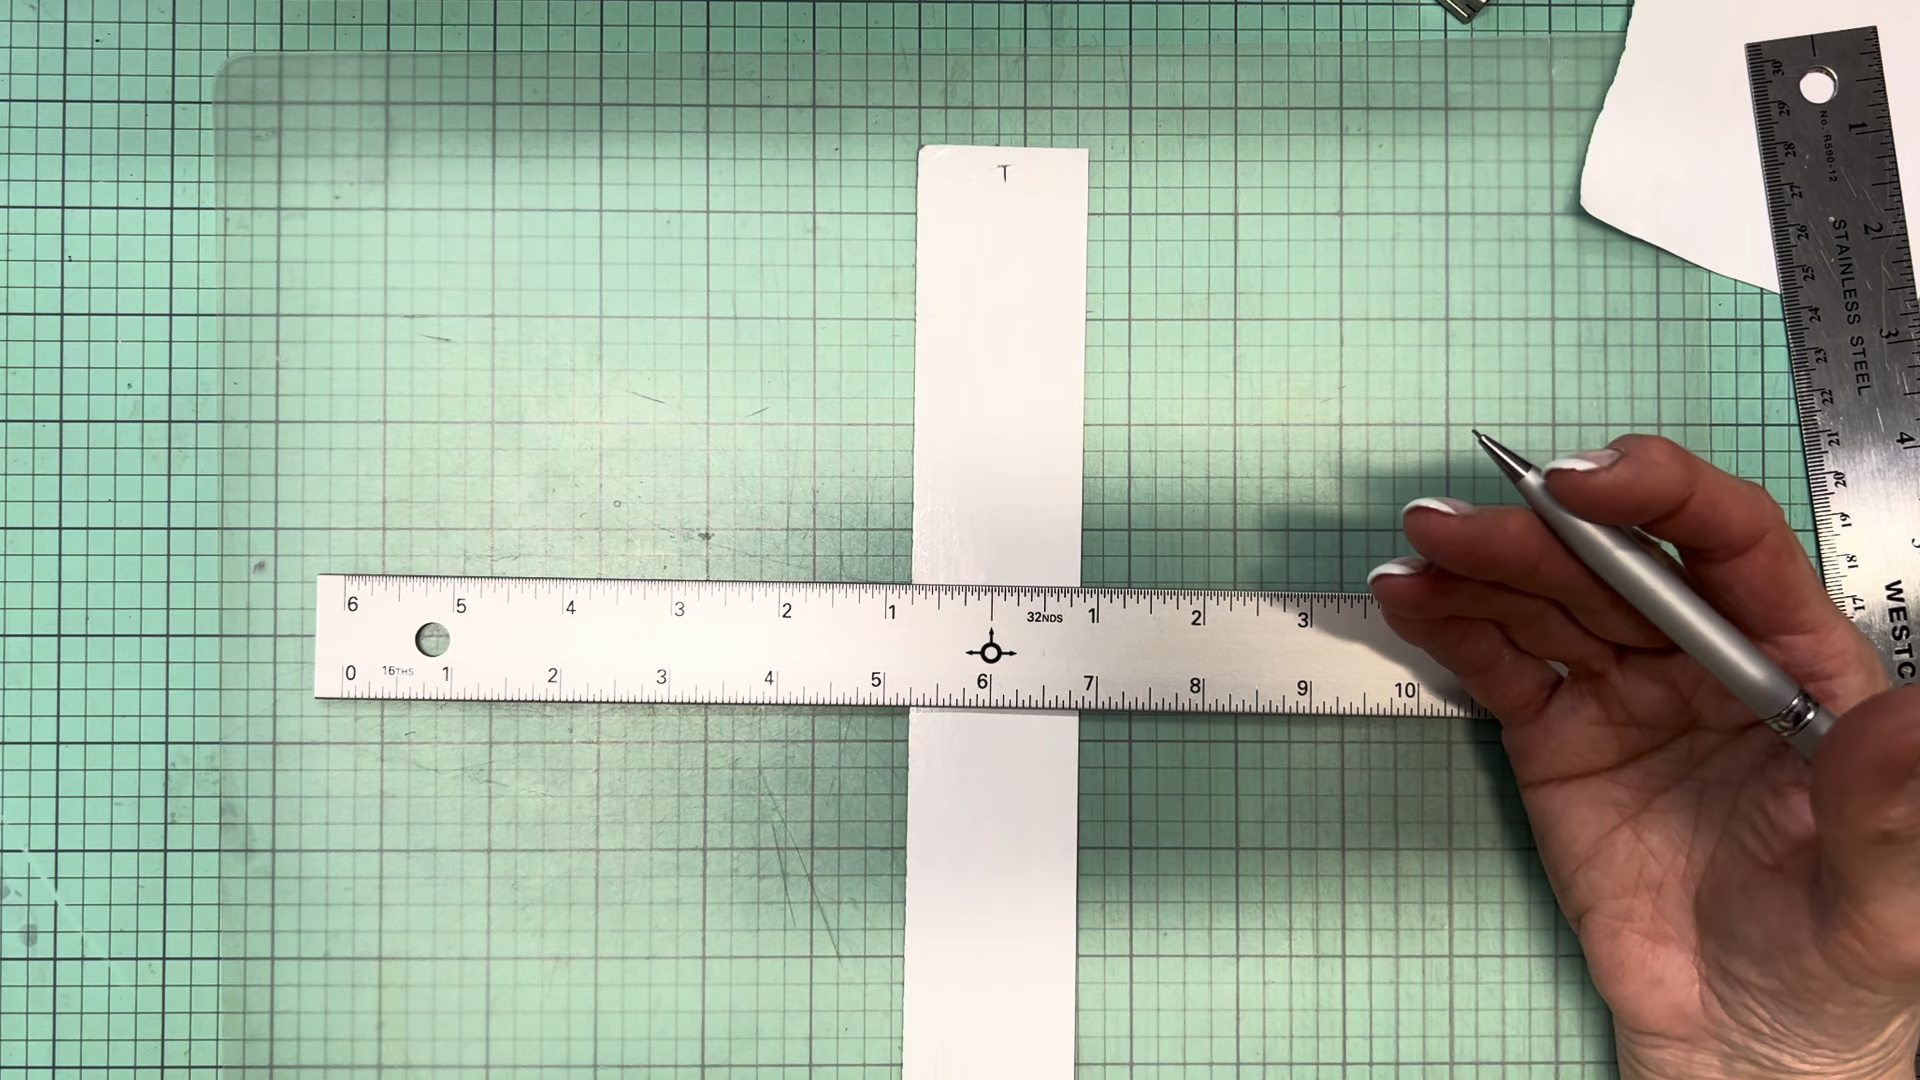 T
6 5 4 3 2 1 32NDS 1 2 3
0 16THS 1 2 3 4 5 6 7 8 9 10
1 2 3 4
No. R590-12
STAINLESS STEEL
WESTC
30 29 28 27 26 25 24 23 22 21 20 19 18 17